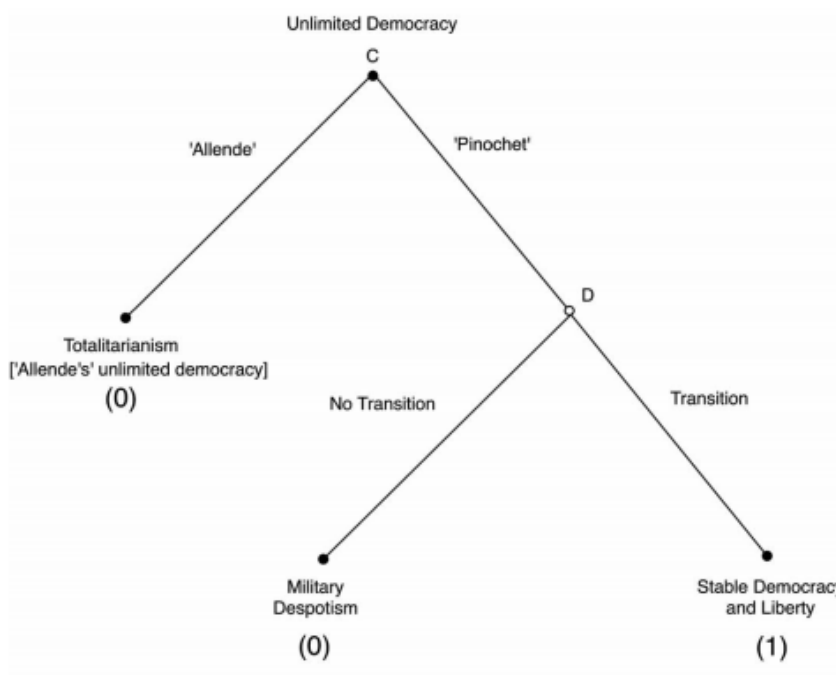 Unlimited Democracy
C
'Allende'
'Pinochet'
D
Totalitarianism
['Allende's' unlimited democracy]
(0)
No Transition
Transition
Military
Despotism
(0)
Stable Democracy
and Liberty
(1)